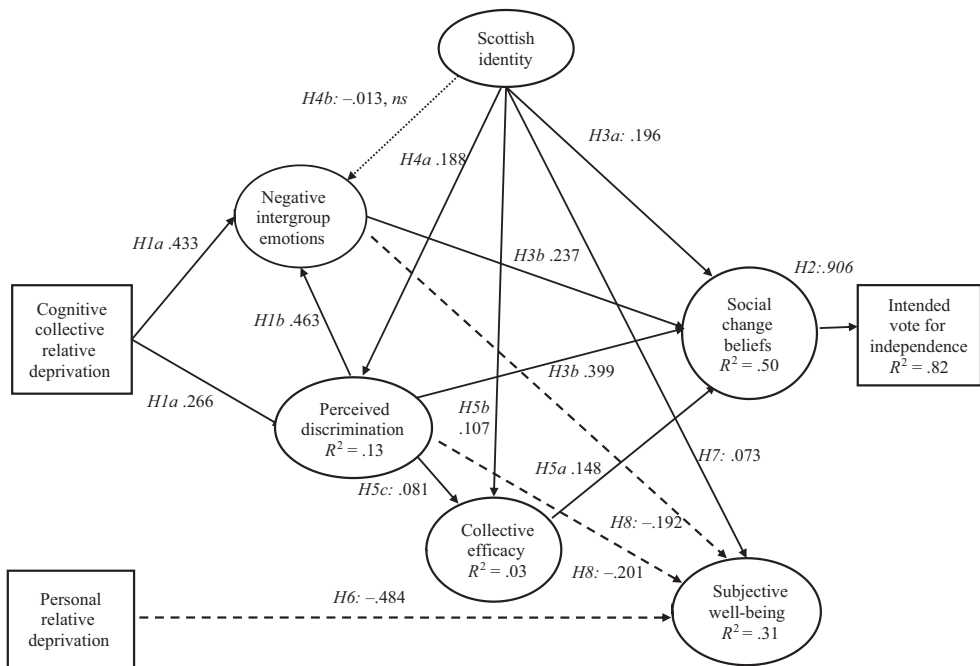 Scottish
identity
H4b: –.013, ns
H3a: .196
H4a .188
Negative
intergroup
emotions
H1a .433
H3b .237
H2:.906
Cognitive
collective
relative
deprivation
H1b .463
Social
change
beliefs
R² = .50
Intended
vote for
independence
R² = .82
H3b .399
H1a .266
Perceived
discrimination
R² = .13
H5b
.107
H7: .073
H5a .148
H5c: .081
Collective
efficacy
R² = .03
H8: –.192
H8: –.201
Personal
relative
deprivation
H6: –.484
Subjective
well-being
R² = .31